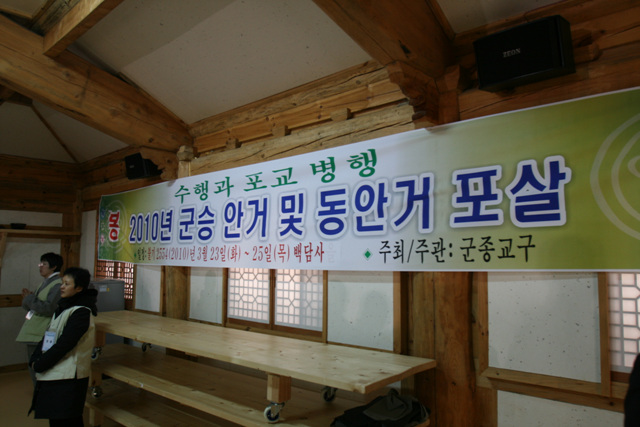 수행과 포교 병행
봉
2010년 군승 안거 및 동안거 포살
불기 2554(2010)년 3월 23일(화) ~ 25일(목) 백담사
주최/주관: 군종교구